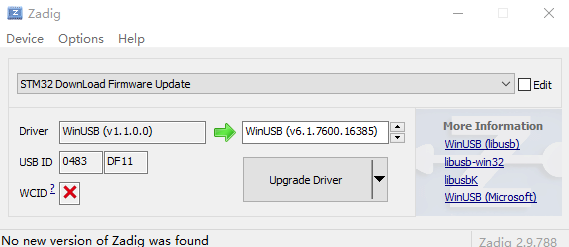 Zadig
Device Options Help
STM32 DownLoad Firmware Update Edit
Driver WinUSB (v1.1.0.0) WinUSB (v6.1.7600.16385) More Information
WinUSB (libusb)
USB ID 0483 DF11 libusb-win32
WCID ? Upgrade Driver libusbK
WinUSB (Microsoft)
No new version of Zadig was found Zadig 2.9.788